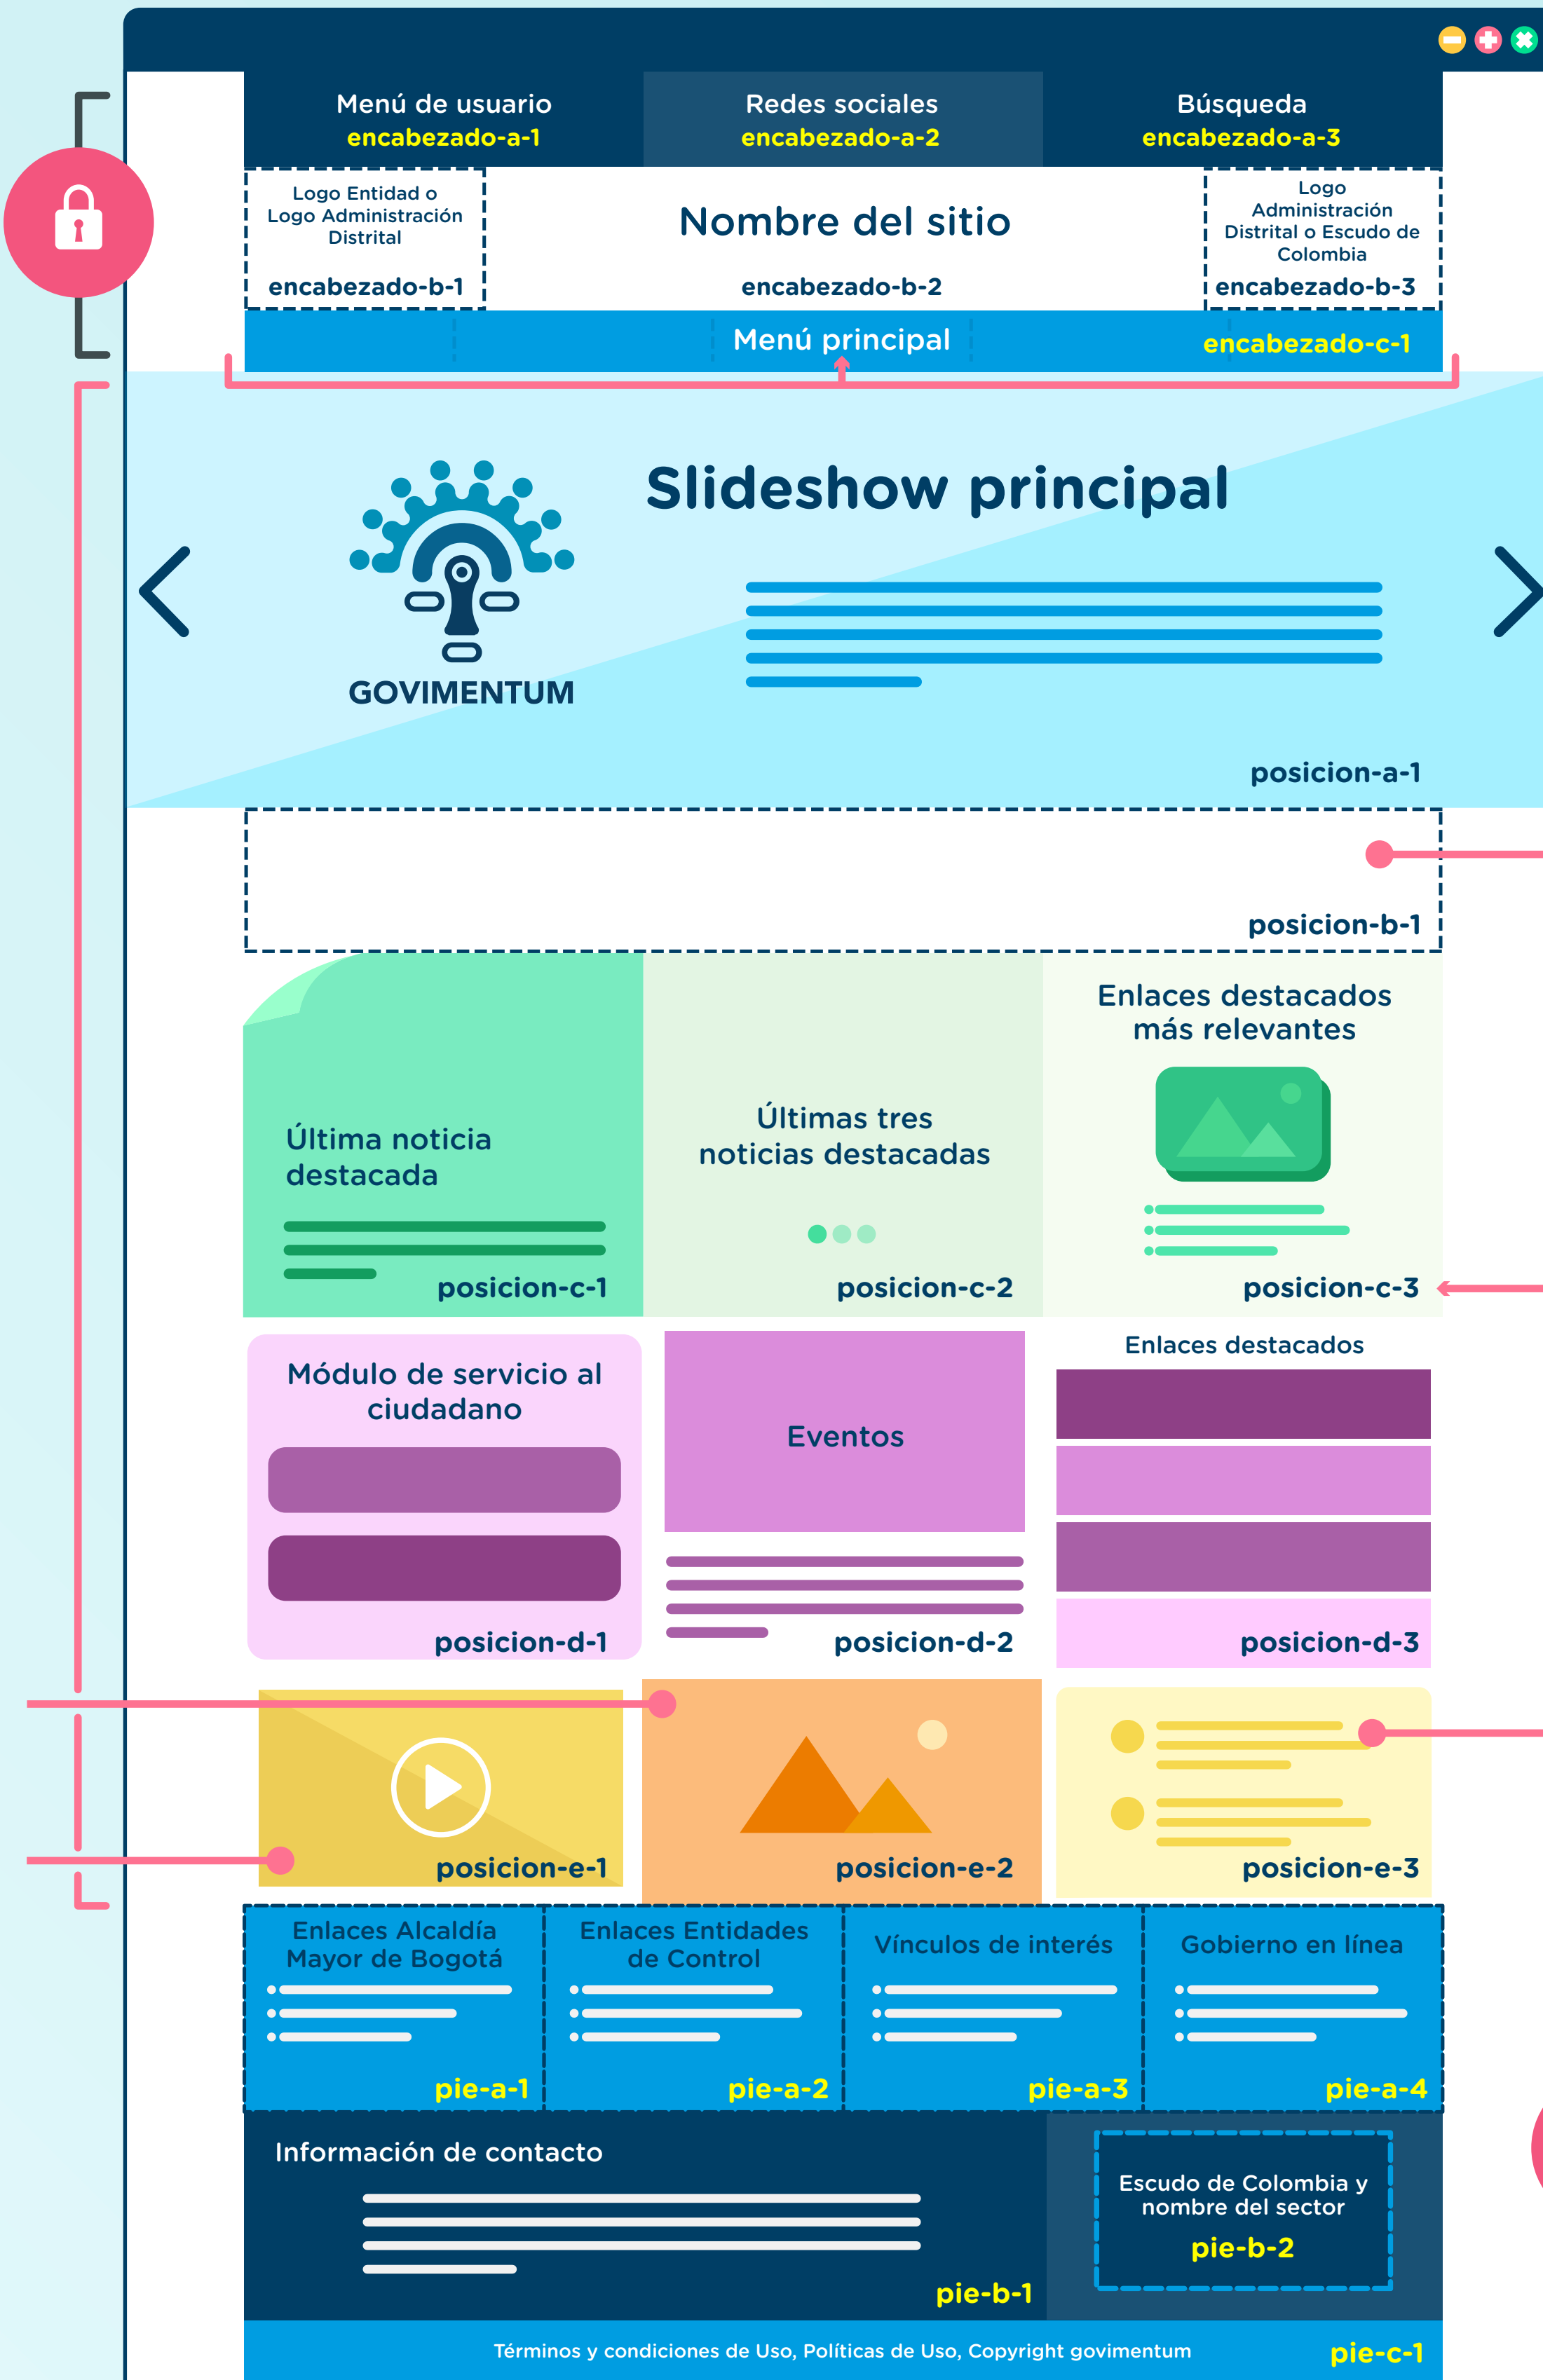 Menú de usuario
encabezado-a-1
Redes sociales
encabezado-a-2
Búsqueda
encabezado-a-3
Logo Entidad o
Logo Administración
Distrital
encabezado-b-1
Nombre del sitio
encabezado-b-2
Logo
Administración
Distrital o Escudo de
Colombia
encabezado-b-3
Menú principal
encabezado-c-1
Slideshow principal
GOVIMENTUM
posicion-a-1
posicion-b-1
Última noticia
destacada
posicion-c-1
Últimas tres
noticias destacadas
posicion-c-2
Enlaces destacados
más relevantes
posicion-c-3
Módulo de servicio al
ciudadano
posicion-d-1
Eventos
posicion-d-2
Enlaces destacados
posicion-d-3
posicion-e-1
posicion-e-2
posicion-e-3
Enlaces Alcaldía
Mayor de Bogotá
pie-a-1
Enlaces Entidades
de Control
pie-a-2
Vínculos de interés
pie-a-3
Gobierno en línea
pie-a-4
Información de contacto
pie-b-1
Escudo de Colombia y
nombre del sector
pie-b-2
Términos y condiciones de Uso, Políticas de Uso, Copyright govimentum
pie-c-1